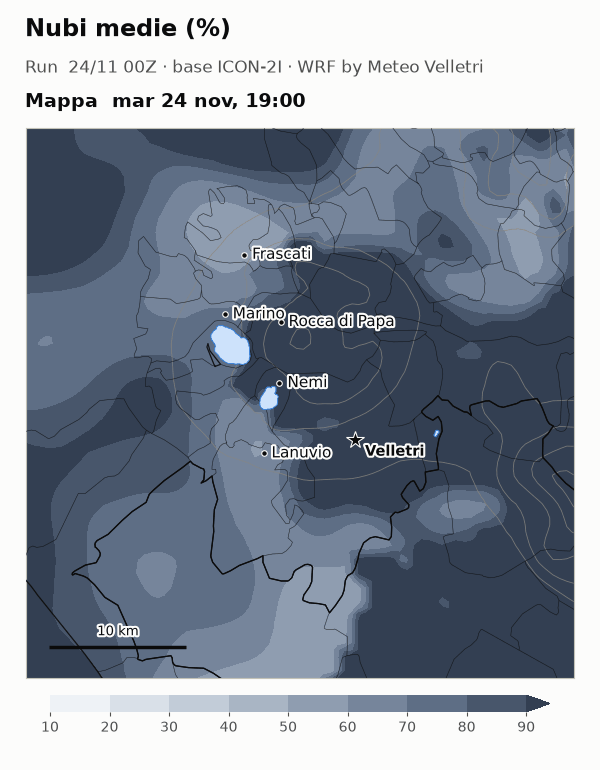 Nubi medie (%)
Run  24/11 00Z · base ICON-2I · WRF by Meteo Velletri
Mappa  mar 24 nov, 19:00
Frascati
Marino
Rocca di Papa
Nemi
Velletri
Lanuvio
10 km
10 20 30 40 50 60 70 80 90